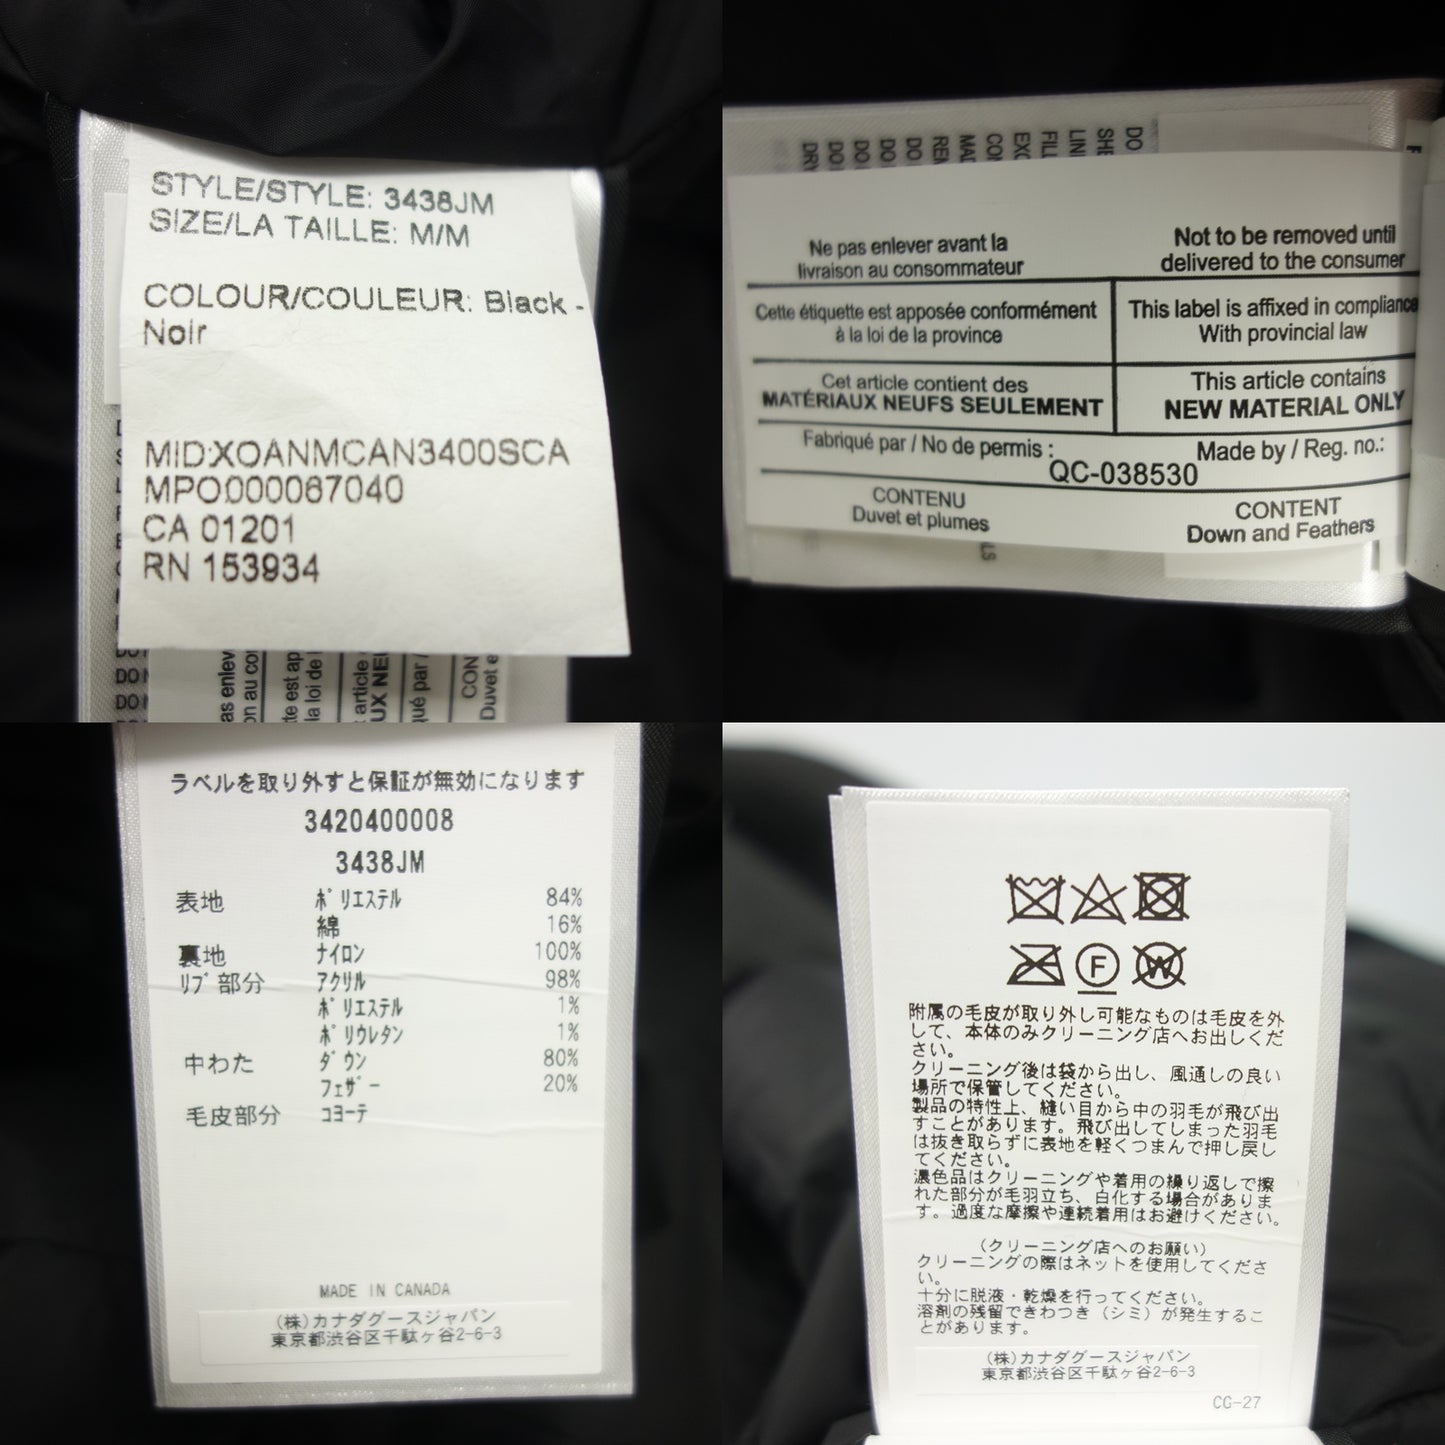 STYLE/STYLE: 3438JM
SIZE/LA TAILLE: M/M
COLOUR/COULEUR: Black -
Noir
MID:XOANMCAN3400SCA
MPO000067040
CA 01201
RN 153934
Ne pas enlever avant la
livraison au consommateur
Not to be removed until
delivered to the consumer
Cette étiquette est apposée conformément
à la loi de la province
This label is affixed in compliance
With provincial law
Cet article contient des
MATÉRIAUX NEUFS SEULEMENT
This article contains
NEW MATERIAL ONLY
Fabriqué par / No de permis :
Made by / Reg. no.:
QC-038530
CONTENU
Duvet et plumes
CONTENT
Down and Feathers
ラベルを取り外すと保証が無効になります
3420400008
3438JM
表地 ポリエステル 84%
綿 16%
裏地 ナイロン 100%
リブ部分 アクリル 98%
ポリエステル 1%
ポリウレタン 1%
中わた ダウン 80%
フェザー 20%
毛皮部分 コヨーテ
MADE IN CANADA
(株)カナダグースジャパン
東京都渋谷区千駄ヶ谷2-6-3
F
W
附属の毛皮が取り外し可能なものは毛皮を外
して、本体のみクリーニング店へお出しくだ
さい。
クリーニング後は袋から出し、風通しの良い
場所で保管してください。
製品の特性上、縫い目から中の羽毛が飛び出
すことがあります。飛び出してしまった羽毛
は抜き取らずに表地を軽くつまんで押し戻し
てください。
濃色品はクリーニングや着用の繰り返しで擦
れた部分が毛羽立ち、白化する場合がありま
す。過度な摩擦や連続着用はお避けください。
(クリーニング店へのお願い)
クリーニングの際はネットを使用してくださ
い。
十分に脱液・乾燥を行ってください。
溶剤の残留できわつき(シミ)が発生するこ
とがあります。
(株)カナダグースジャパン
東京都渋谷区千駄ヶ谷2-6-3
CG-27